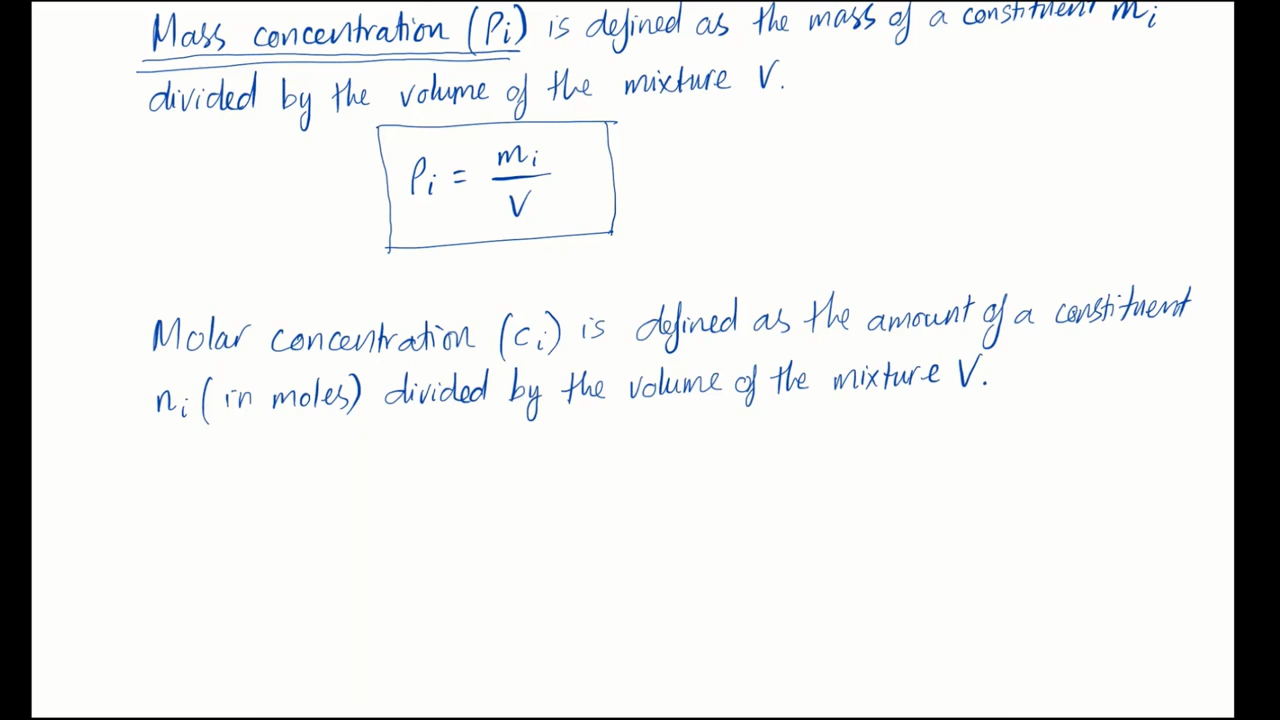 Mass concentration (ρi) is defined as the mass of a constituent mi
divided by the volume of the mixture V.
ρi = mi / V
Molar concentration (ci) is defined as the amount of a constituent
ni (in moles) divided by the volume of the mixture V.